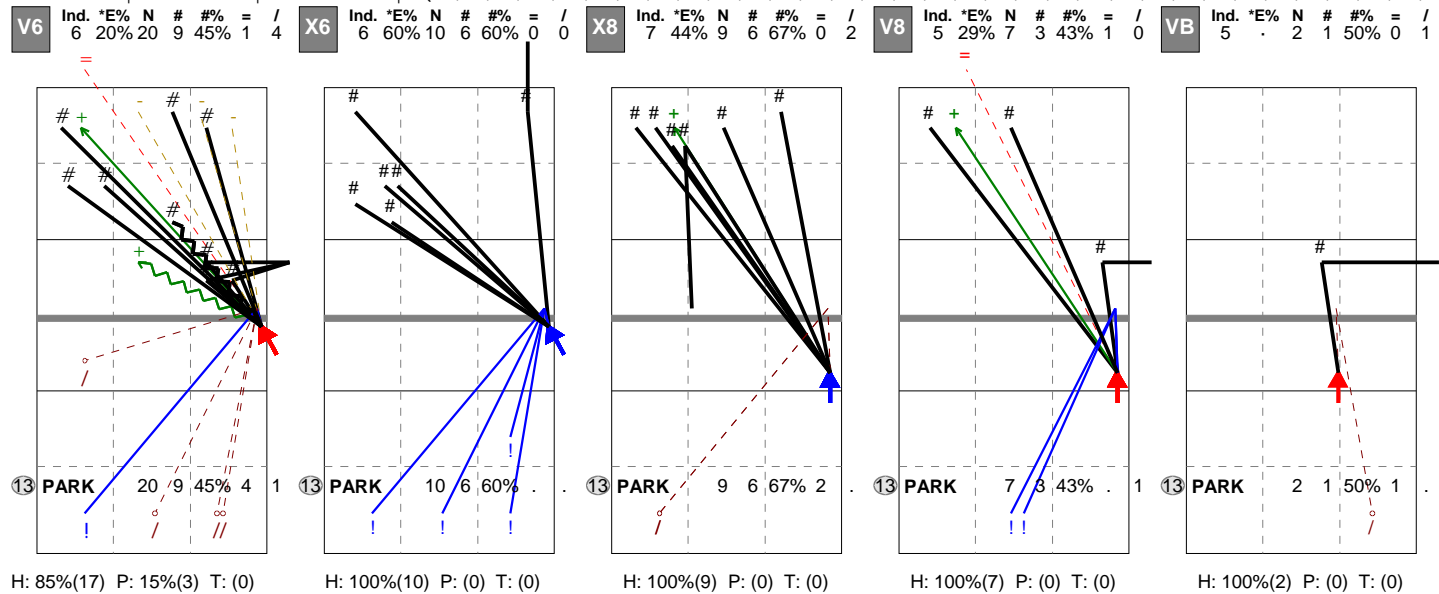 V6 Ind. *E% N # #% = /
6 20% 20 9 45% 1 4
X6 Ind. *E% N # #% = /
6 60% 10 6 60% 0 0
X8 Ind. *E% N # #% = /
7 44% 9 6 67% 0 2
V8 Ind. *E% N # #% = /
5 29% 7 3 43% 1 0
VB Ind. *E% N # #% = /
5 . 2 1 50% 0 1
13 PARK 20 9 45% 4 1
13 PARK 10 6 60% . .
13 PARK 9 6 67% 2 .
13 PARK 7 3 43% . 1
13 PARK 2 1 50% 1 .
H: 85%(17) P: 15%(3) T: (0)
H: 100%(10) P: (0) T: (0)
H: 100%(9) P: (0) T: (0)
H: 100%(7) P: (0) T: (0)
H: 100%(2) P: (0) T: (0)